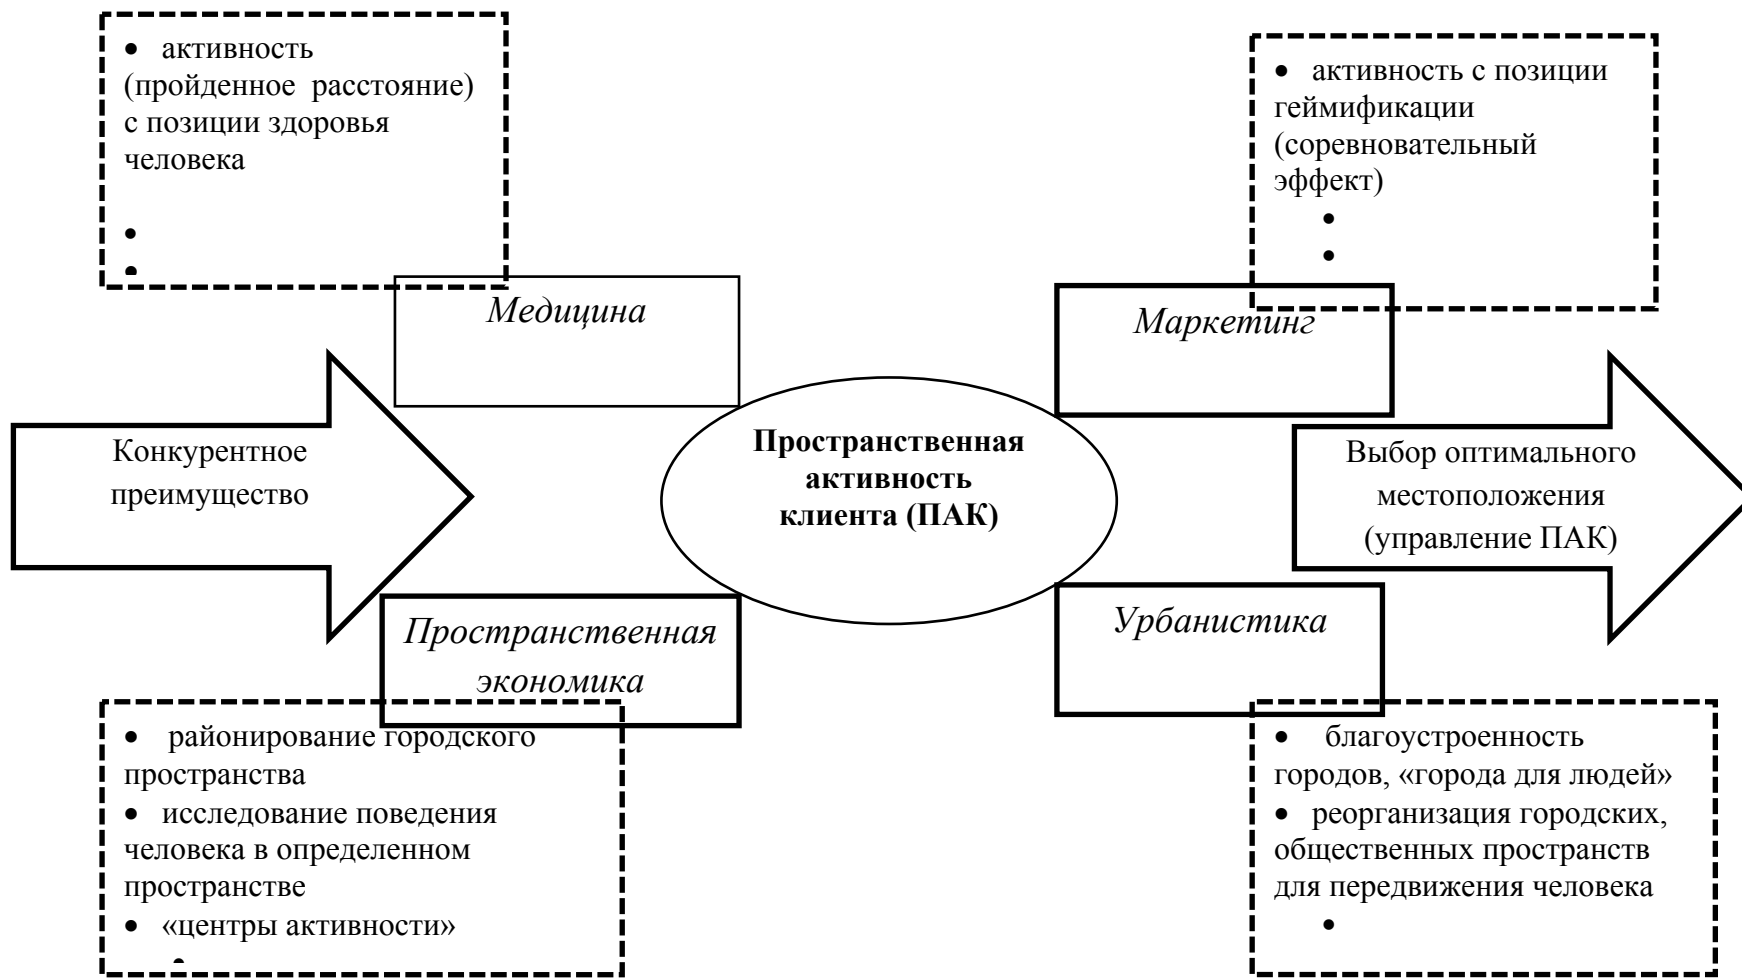 • активность
(пройденное расстояние)
с позиции здоровья
человека
•
•
• активность с позиции
геймификации
(соревновательный
эффект)
•
•
Медицина
Маркетинг
Конкурентное
преимущество
Пространственная
активность
клиента (ПАК)
Выбор оптимального
местоположения
(управление ПАК)
Пространственная
экономика
Урбанистика
• районирование городского
пространства
• исследование поведения
человека в определенном
пространстве
• «центры активности»
•
• благоустроенность
городов, «города для людей»
• реорганизация городских,
общественных пространств
для передвижения человека
•